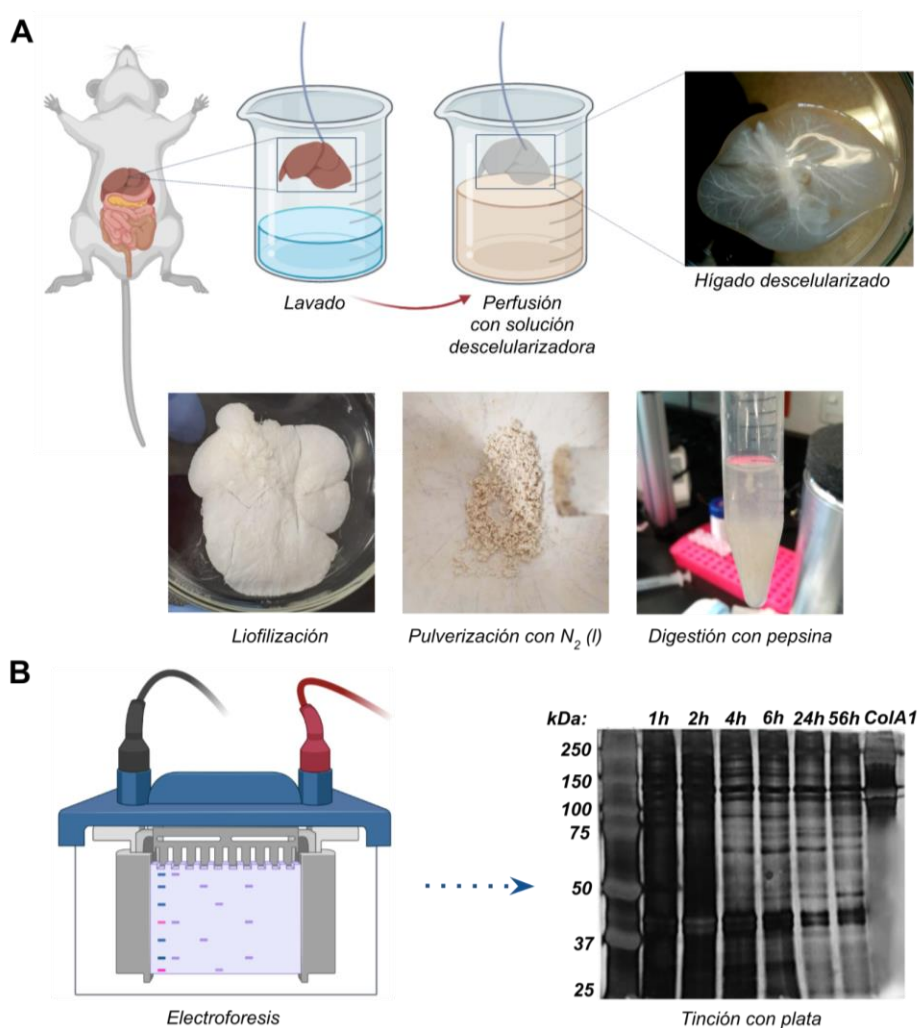 A
Lavado
Perfusión
con solución
descelularizadora
Hígado descelularizado
Liofilización
Pulverización con N₂ (l)
Digestión con pepsina
B
kDa: 1h 2h 4h 6h 24h 56h ColA1
250
150
100
75
50
37
25
Electroforesis
Tinción con plata